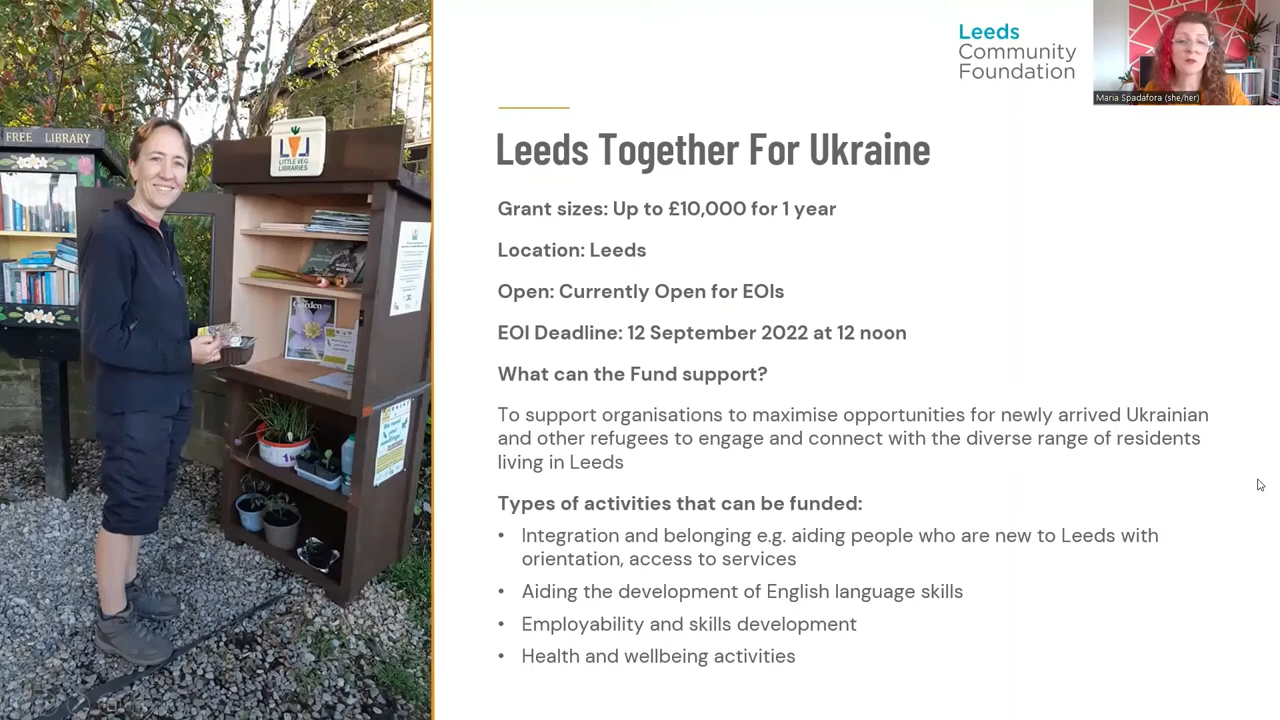 Leeds
Community
Foundation
Maria Spadafora (she/her)
FREE LIBRARY
LITTLE VEG
LIBRARIES
Garden
Leeds Together For Ukraine
Grant sizes: Up to £10,000 for 1 year
Location: Leeds
Open: Currently Open for EOIs
EOI Deadline: 12 September 2022 at 12 noon
What can the Fund support?
To support organisations to maximise opportunities for newly arrived Ukrainian
and other refugees to engage and connect with the diverse range of residents
living in Leeds
Types of activities that can be funded:
• Integration and belonging e.g. aiding people who are new to Leeds with
orientation, access to services
• Aiding the development of English language skills
• Employability and skills development
• Health and wellbeing activities